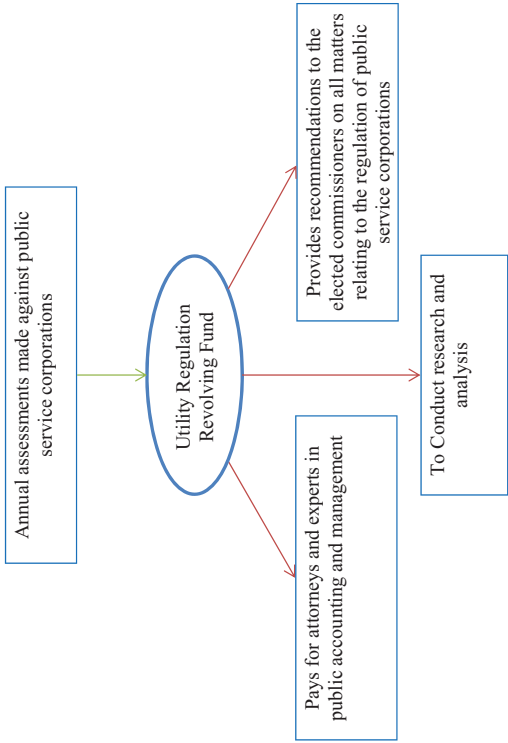 Annual assessments made against public
service corporations
Utility Regulation
Revolving Fund
Pays for attorneys and experts in
public accounting and management
To Conduct research and
analysis
Provides recommendations to the
elected commissioners on all matters
relating to the regulation of public
service corporations